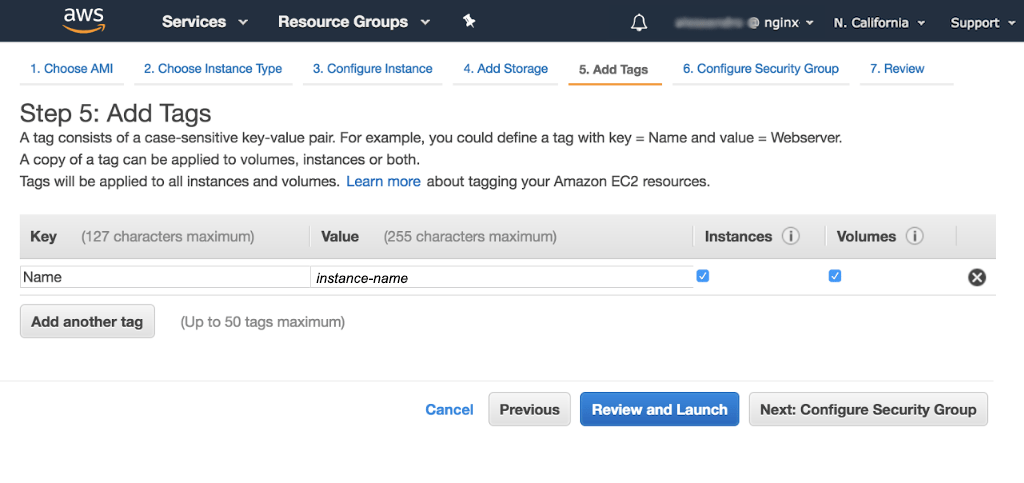 aws Services Resource Groups @ nginx N. California Support
1. Choose AMI 2. Choose Instance Type 3. Configure Instance 4. Add Storage 5. Add Tags 6. Configure Security Group 7. Review
Step 5: Add Tags
A tag consists of a case-sensitive key-value pair. For example, you could define a tag with key = Name and value = Webserver.
A copy of a tag can be applied to volumes, instances or both.
Tags will be applied to all instances and volumes. Learn more about tagging your Amazon EC2 resources.
Key (127 characters maximum) Value (255 characters maximum) Instances i Volumes i
Name instance-name
Add another tag (Up to 50 tags maximum)
Cancel Previous Review and Launch Next: Configure Security Group